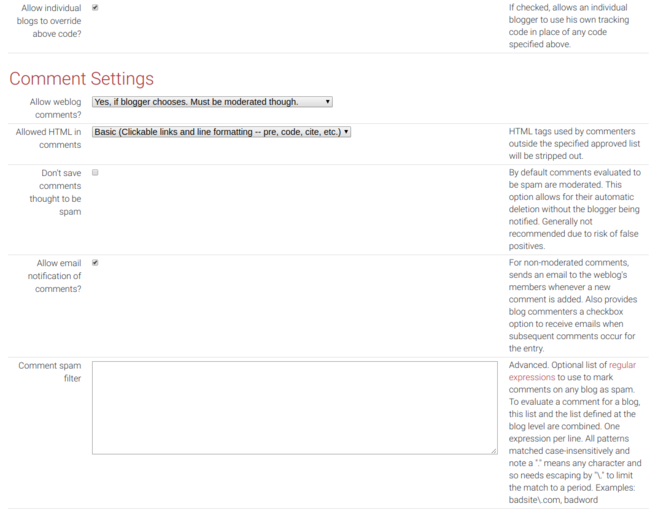 Allow individual
blogs to override
above code?
If checked, allows an individual
blogger to use his own tracking
code in place of any code
specified above.
Comment Settings
Allow weblog
comments?
Yes, if blogger chooses. Must be moderated though.
Allowed HTML in
comments
Basic (Clickable links and line formatting -- pre, code, cite, etc.)
HTML tags used by commenters
outside the specified approved list
will be stripped out.
Don't save
comments
thought to be
spam
By default comments evaluated to
be spam are moderated. This
option allows for their automatic
deletion without the blogger being
notified. Generally not
recommended due to risk of false
positives.
Allow email
notification of
comments?
For non-moderated comments,
sends an email to the weblog's
members whenever a new
comment is added. Also provides
blog commenters a checkbox
option to receive emails when
subsequent comments occur for
the entry.
Comment spam
filter
Advanced. Optional list of regular
expressions to use to mark
comments on any blog as spam.
To evaluate a comment for a blog,
this list and the list defined at the
blog level are combined. One
expression per line. All patterns
matched case-insensitively and
note a "." means any character and
so needs escaping by "\." to limit
the match to a period. Examples:
badsite\.com, badword